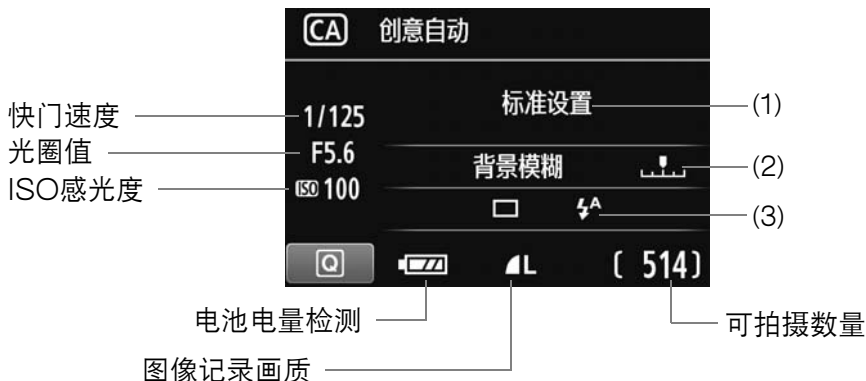 CA 创意自动
标准设置 (1)
快门速度 1/125
光圈值 F5.6
背景模糊 (2)
ISO感光度 ISO 100
A (3)
Q L ( 514)
电池电量检测 可拍摄数量
图像记录画质